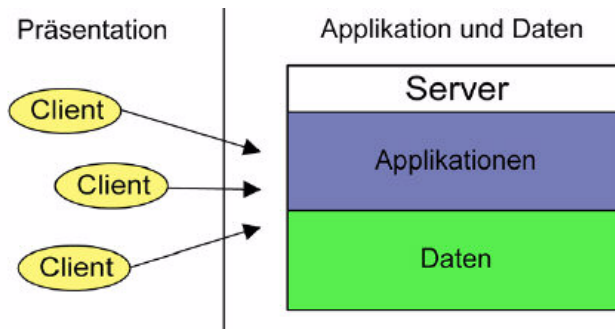 Präsentation
Applikation und Daten
Server
Client
Applikationen
Client
Client
Daten